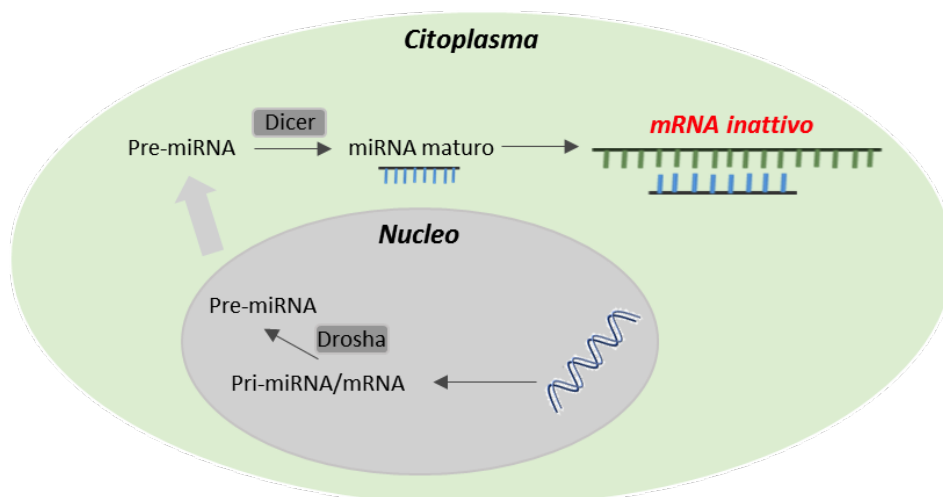 Citoplasma
Dicer
Pre-miRNA
miRNA maturo
mRNA inattivo
Nucleo
Pre-miRNA
Drosha
Pri-miRNA/mRNA